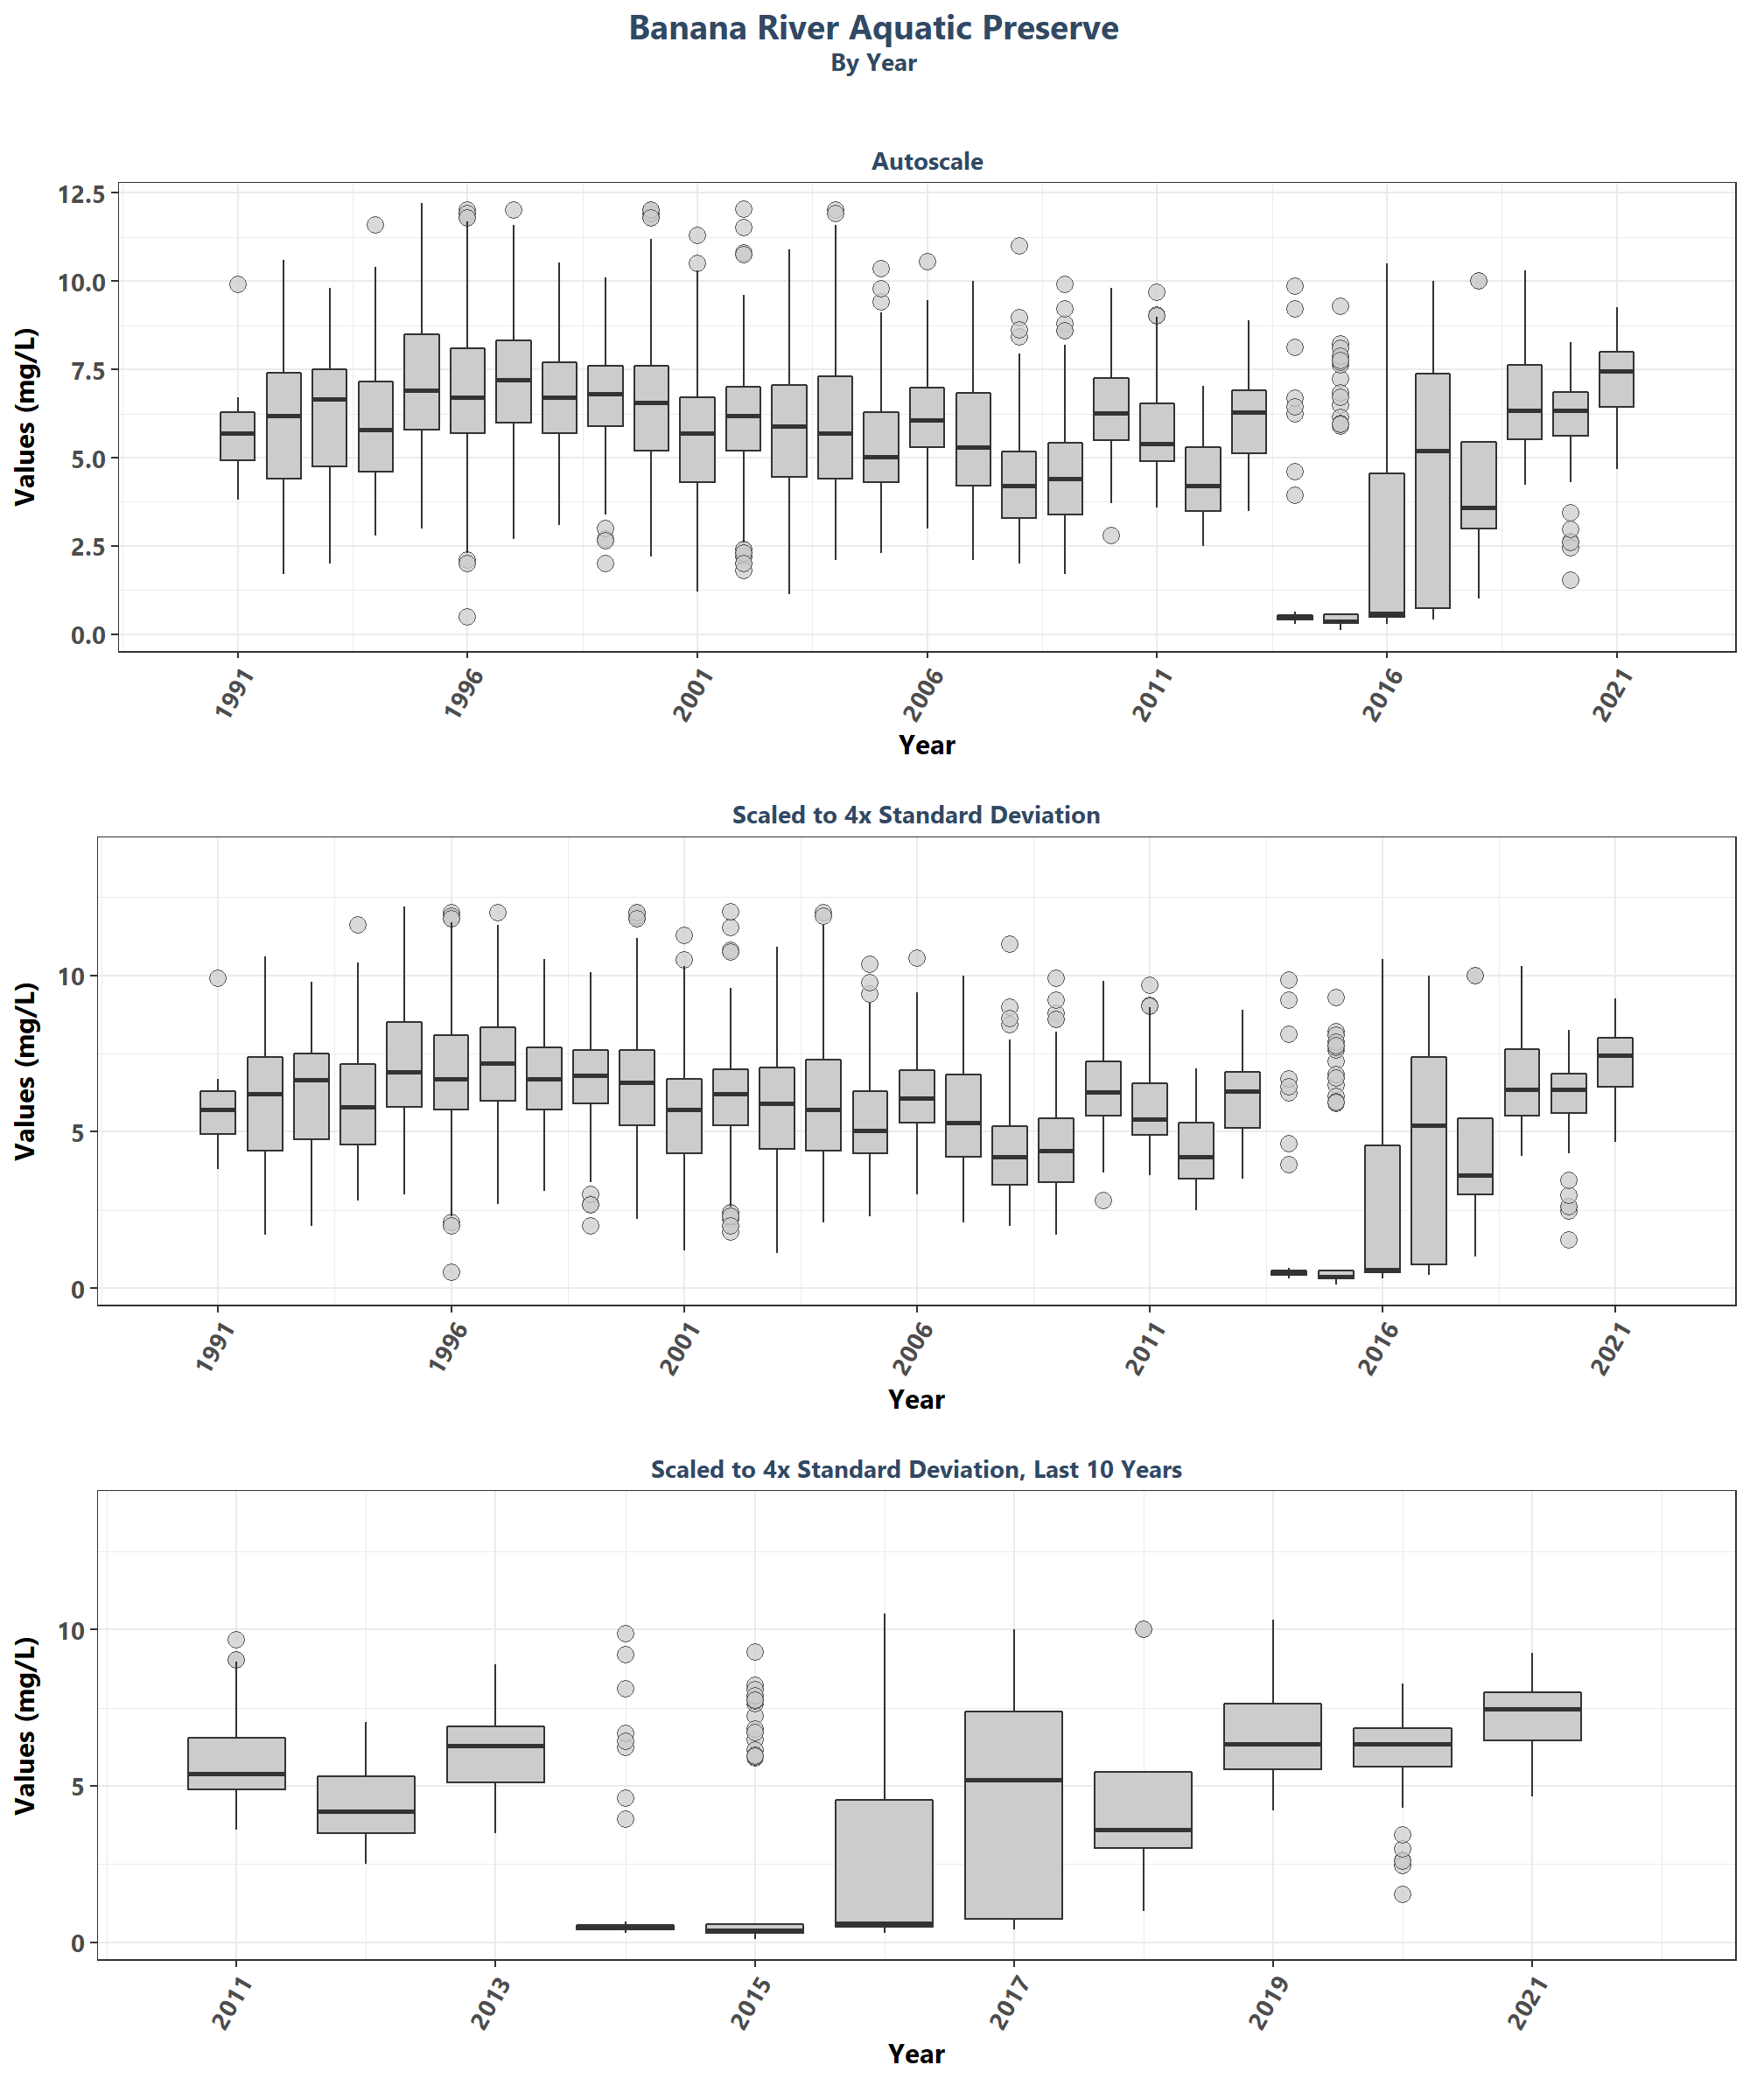 Banana River Aquatic Preserve
By Year
Autoscale
Values (mg/L)
12.5
10.0
7.5
5.0
2.5
0.0
1991 1996 2001 2006 2011 2016 2021
Year
Scaled to 4x Standard Deviation
Values (mg/L)
10
5
0
1991 1996 2001 2006 2011 2016 2021
Year
Scaled to 4x Standard Deviation, Last 10 Years
Values (mg/L)
10
5
0
2011 2013 2015 2017 2019 2021
Year